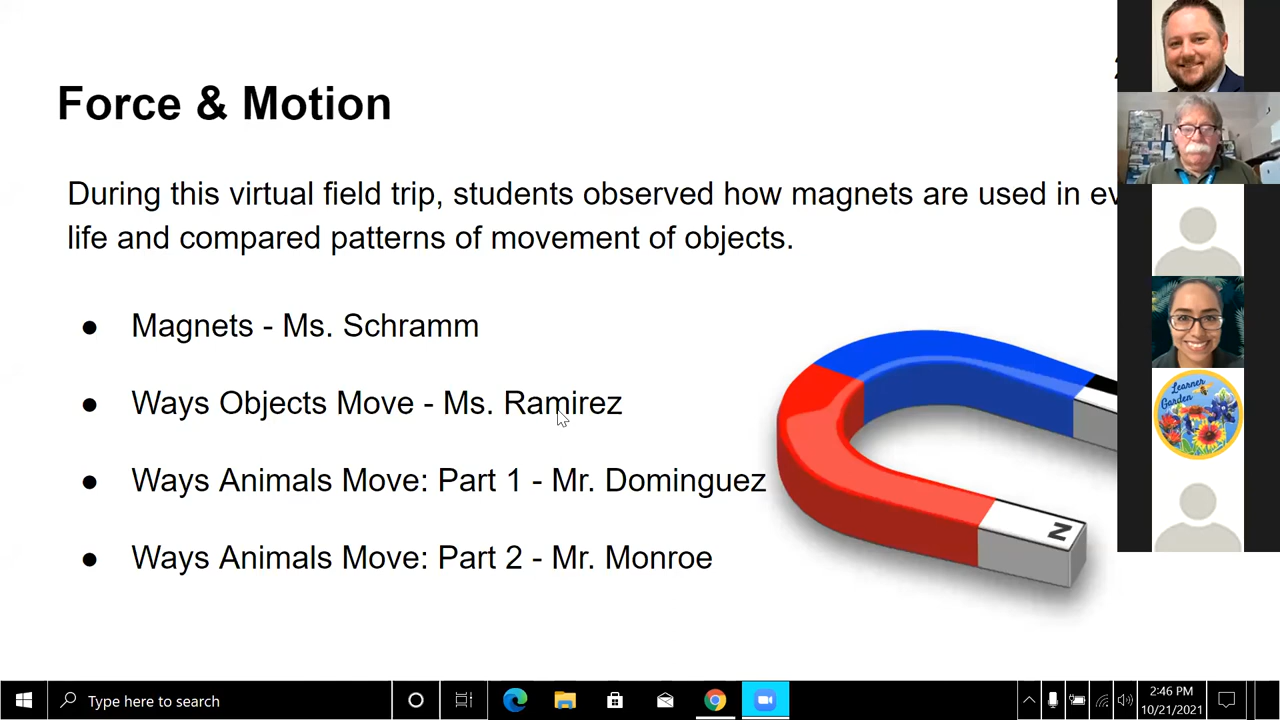 Force & Motion
During this virtual field trip, students observed how magnets are used in
life and compared patterns of movement of objects.
● Magnets - Ms. Schramm
● Ways Objects Move - Ms. Ramirez
● Ways Animals Move: Part 1 - Mr. Dominguez
● Ways Animals Move: Part 2 - Mr. Monroe
N
Learner
Garden
Type here to search
2:46 PM
10/21/2021